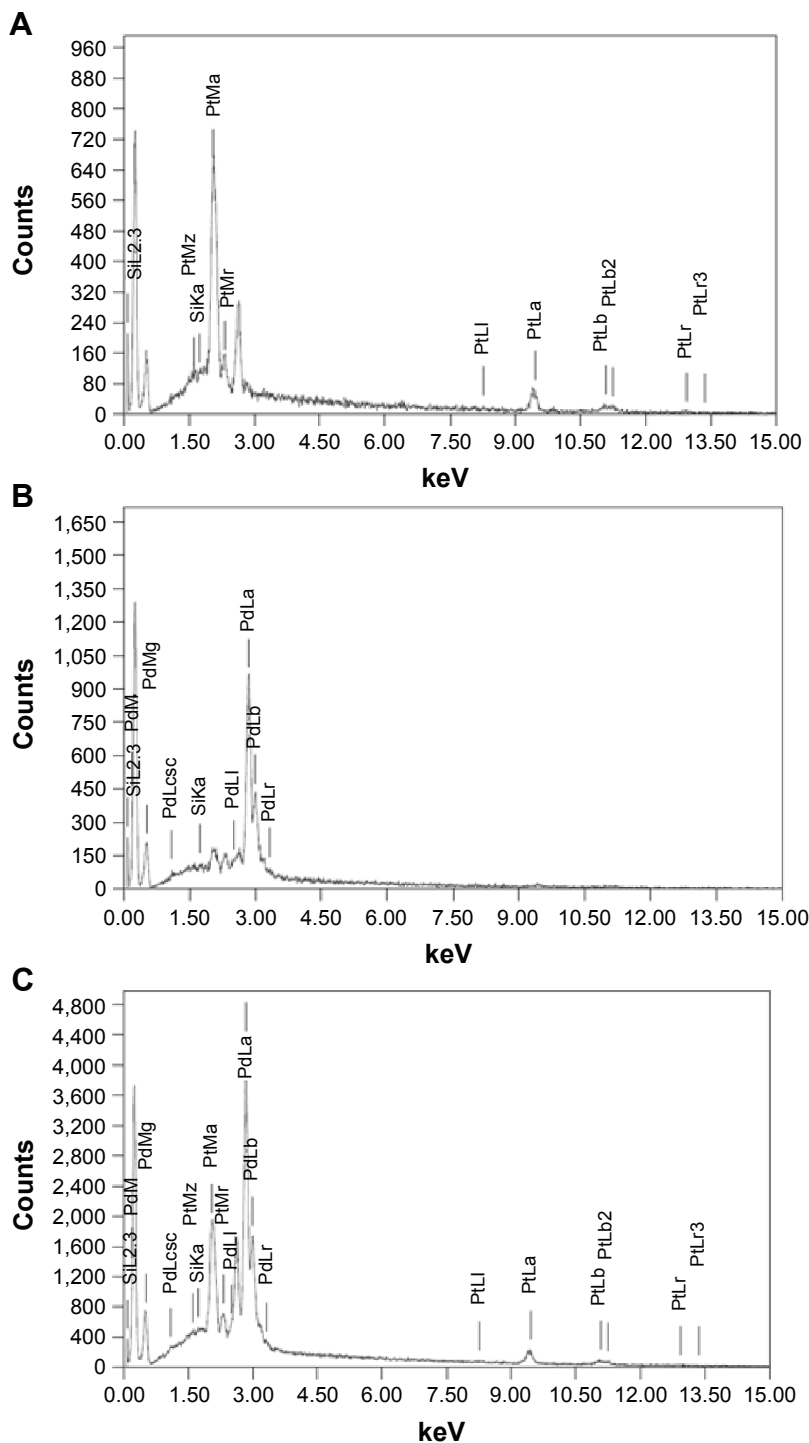 A
960
880
800
720
640
560
480
400
320
240
160
80
0
Counts
SiL2.3
PtMz
SiKa
PtMa
PtMr
PtLl
PtLa
PtLb
PtLb2
PtLr
PtLr3
0.00 1.50 3.00 4.50 6.00 7.50 9.00 10.50 12.00 13.50 15.00
keV
B
1,650
1,500
1,350
1,200
1,050
900
750
600
450
300
150
0
Counts
SiL2.3
PdM
PdMg
PdLcsc
SiKa
PdLl
PdLa
PdLb
PdLr
0.00 1.50 3.00 4.50 6.00 7.50 9.00 10.50 12.00 13.50 15.00
keV
C
4,800
4,400
4,000
3,600
3,200
2,800
2,400
2,000
1,600
1,200
800
400
0
Counts
SiL2.3
PdM
PdMg
PdLcsc
PtMz
SiKa
PtMa
PtMr
PdLl
PdLa
PdLb
PdLr
PtLl
PtLa
PtLb
PtLb2
PtLr
PtLr3
0.00 1.50 3.00 4.50 6.00 7.50 9.00 10.50 12.00 13.50 15.00
keV